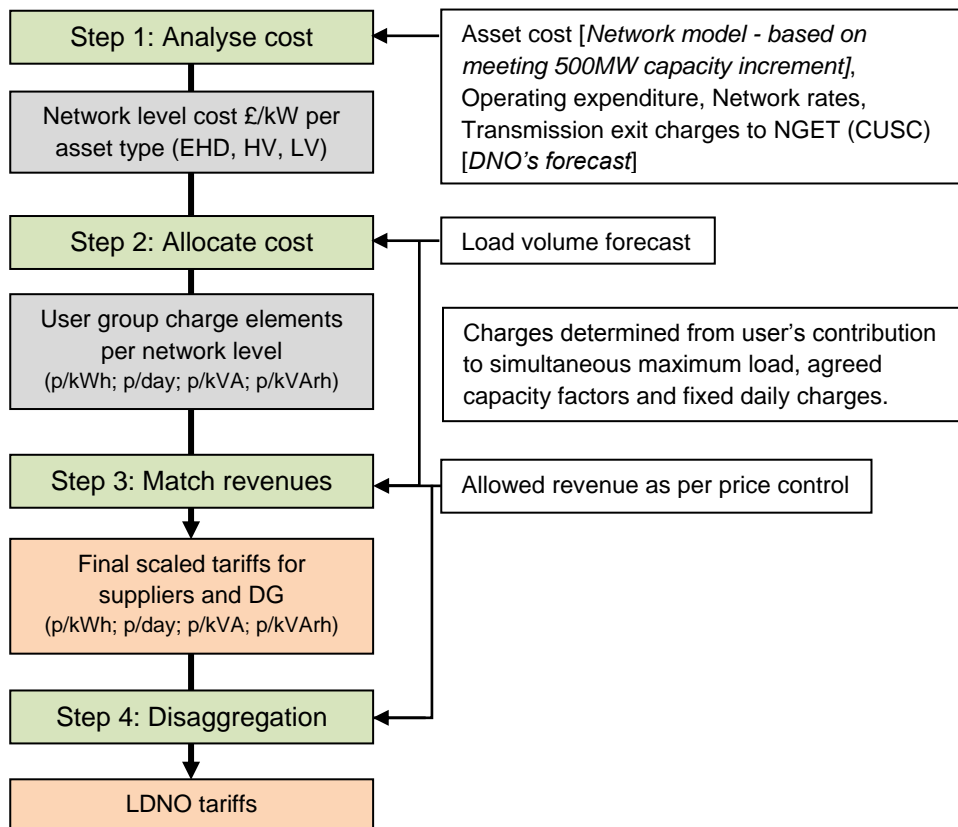 Step 1: Analyse cost
Asset cost [Network model - based on
meeting 500MW capacity increment],
Operating expenditure, Network rates,
Transmission exit charges to NGET (CUSC)
[DNO's forecast]
Network level cost £/kW per
asset type (EHD, HV, LV)
Step 2: Allocate cost
Load volume forecast
User group charge elements
per network level
(p/kWh; p/day; p/kVA; p/kVArh)
Charges determined from user's contribution
to simultaneous maximum load, agreed
capacity factors and fixed daily charges.
Step 3: Match revenues
Allowed revenue as per price control
Final scaled tariffs for
suppliers and DG
(p/kWh; p/day; p/kVA; p/kVArh)
Step 4: Disaggregation
LDNO tariffs